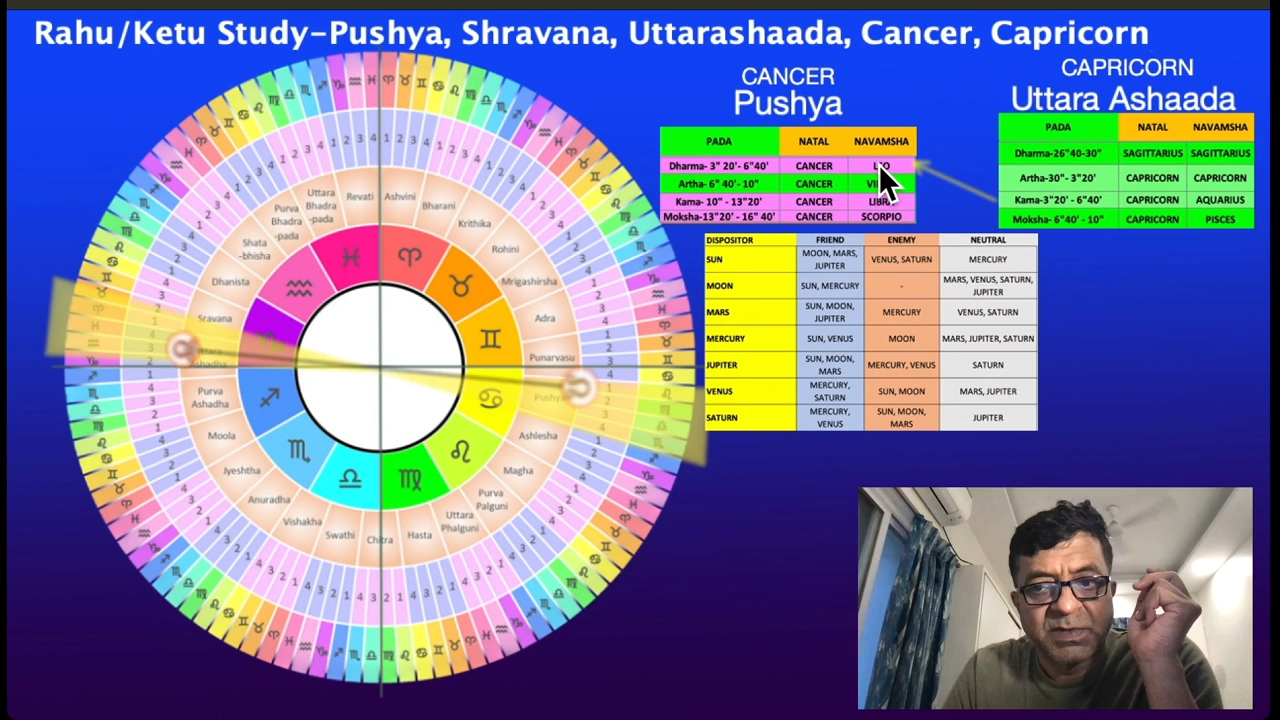 Rahu/Ketu Study-Pushya, Shravana, Uttarashaada, Cancer, Capricorn
CANCER
Pushya
PADA NATAL NAVAMSHA
Dharma- 3" 20'- 6"40' CANCER
Artha- 6" 40'- 10" CANCER
Kama- 10" - 13"20' CANCER
Moksha-13"20' - 16" 40' CANCER SCORPIO
CAPRICORN
Uttara Ashaada
PADA NATAL NAVAMSHA
Dharma-26"40-30" SAGITTARIUS SAGITTARIUS
Artha-30"- 3"20' CAPRICORN CAPRICORN
Kama-3"20' - 6"40' CAPRICORN AQUARIUS
Moksha- 6"40' - 10" CAPRICORN PISCES
DISPOSITOR FRIEND ENEMY NEUTRAL
SUN MOON, MARS, JUPITER VENUS, SATURN MERCURY
MOON SUN, MERCURY - MARS, VENUS, SATURN, JUPITER
MARS SUN, MOON, JUPITER MERCURY VENUS, SATURN
MERCURY SUN, VENUS MOON MARS, JUPITER, SATURN
JUPITER SUN, MOON, MARS MERCURY, VENUS SATURN
VENUS MERCURY, SATURN SUN, MOON MARS, JUPITER
SATURN MERCURY, VENUS SUN, MOON, MARS JUPITER
Ashvini
Bharani
Krithika
Rohini
Mrigashirsha
Adra
Punarvasu
Pushya
Ashlesha
Magha
Purva
Palguni
Uttara
Phalguni
Hasta
Chitra
Swathi
Vishakha
Anuradha
Jyeshtha
Moola
Purva
Ashadha
Uttara
Ashadha
Sravana
Dhanista
Shata
-bhisha
Purva
Bhadra
-pada
Uttara
Bhadra
-pada
Revati